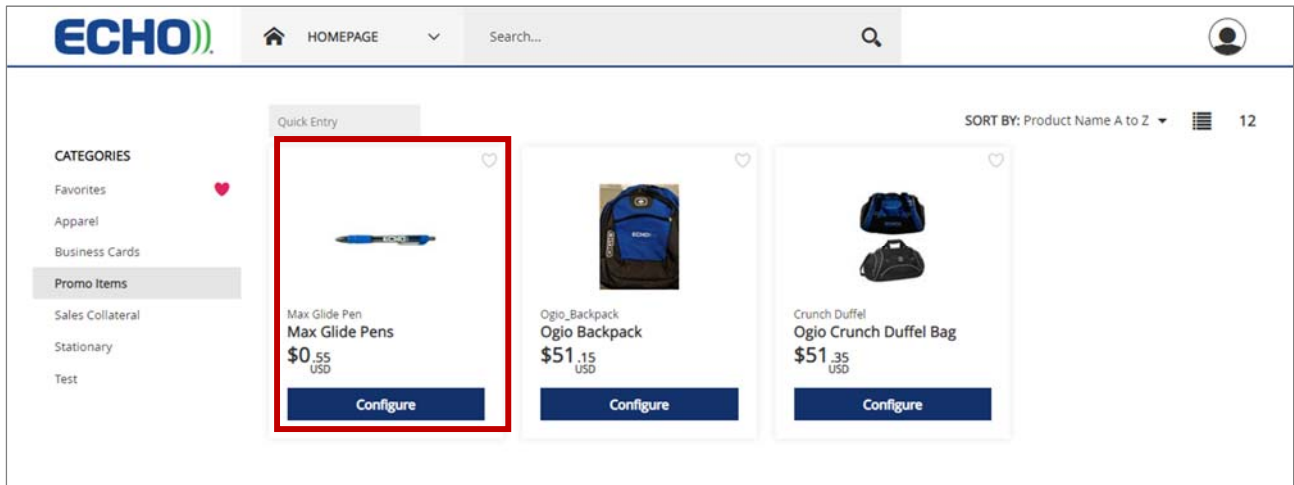 ECHO
HOMEPAGE
Search...
Quick Entry
SORT BY: Product Name A to Z
12
CATEGORIES
Favorites
Apparel
Business Cards
Promo Items
Sales Collateral
Stationary
Test
ECHO
Max Glide Pen
Max Glide Pens
$0.55
USD
Configure
ECHO
Ogio_Backpack
Ogio Backpack
$51.15
USD
Configure
Crunch Duffel
Ogio Crunch Duffel Bag
$51.35
USD
Configure